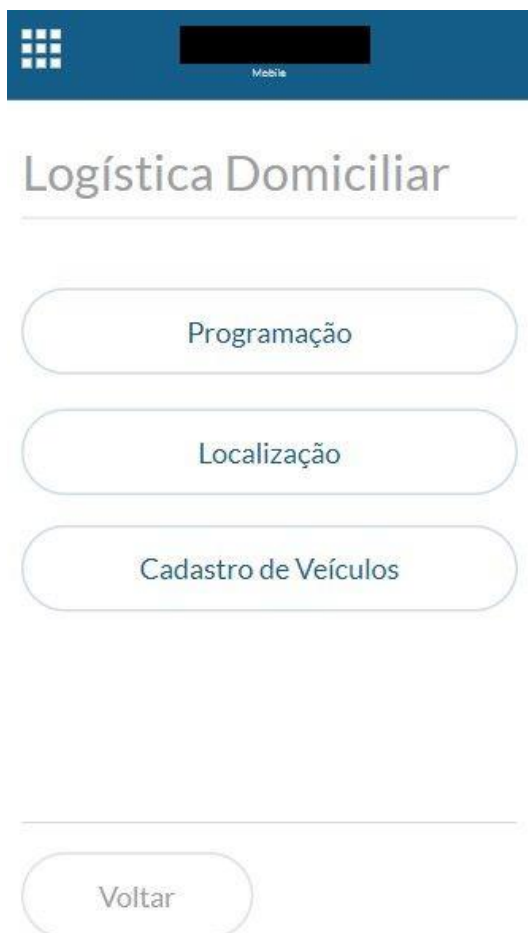 Mobile
Logística Domiciliar
Programação
Localização
Cadastro de Veículos
Voltar